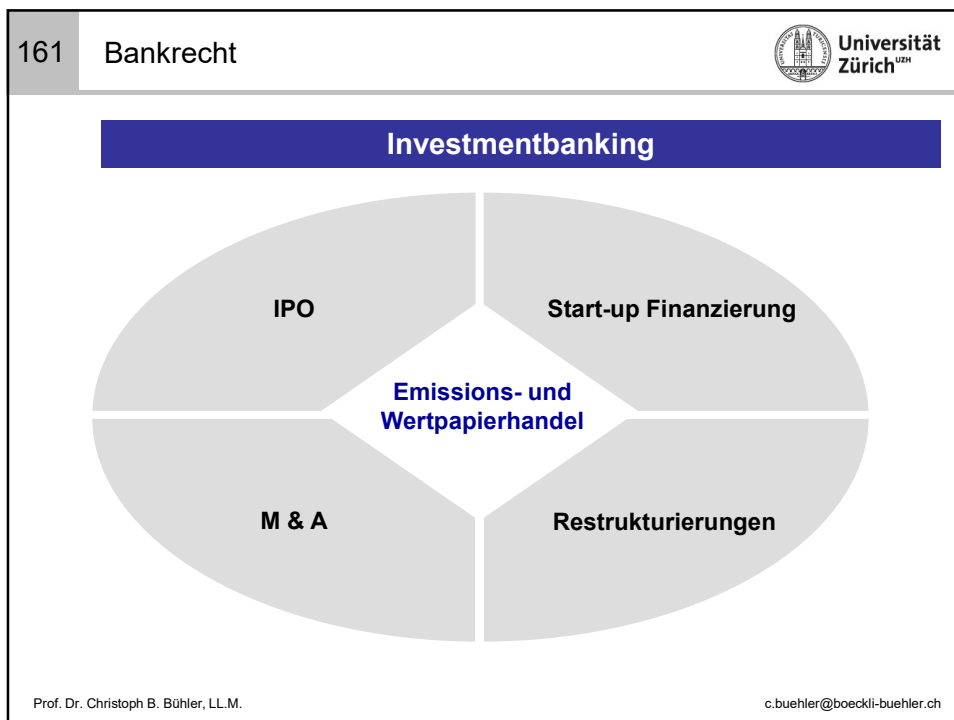 161
Bankrecht
Universität
Zürich UZH
Investmentbanking
IPO
Start-up Finanzierung
Emissions- und
Wertpapierhandel
M & A
Restrukturierungen
Prof. Dr. Christoph B. Bühler, LL.M.
c.buehler@boeckli-buehler.ch